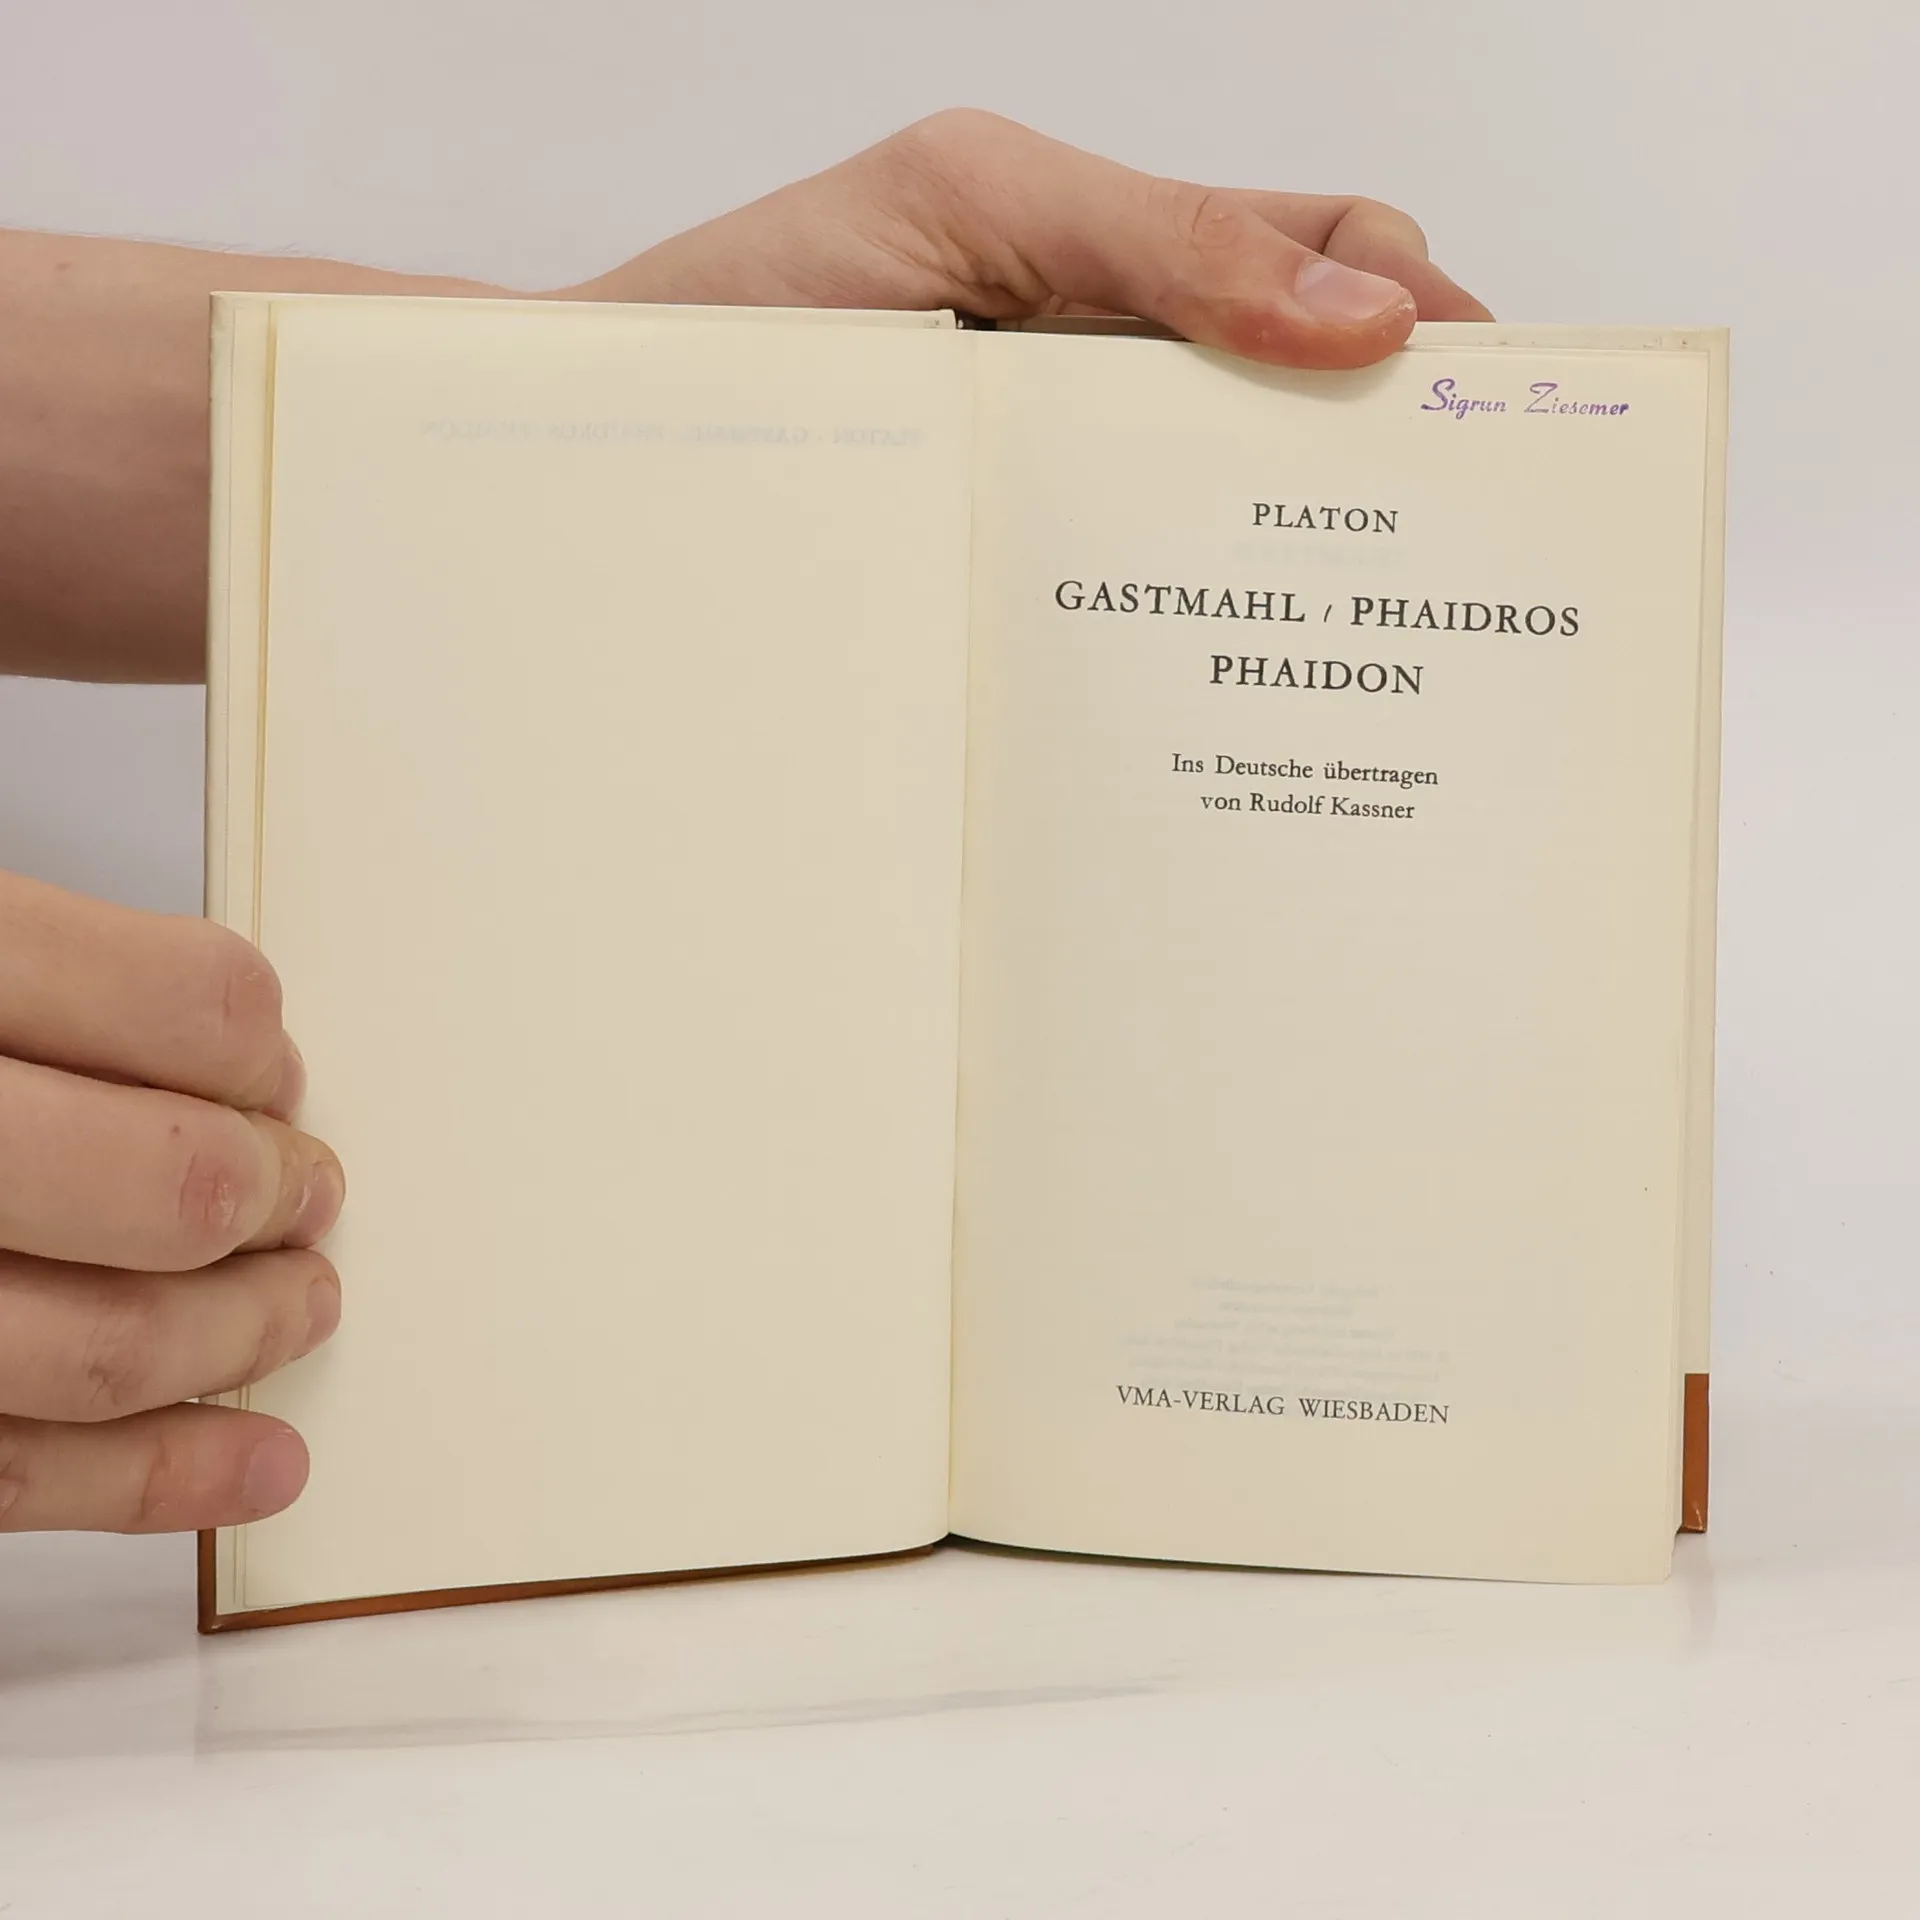 Sigrun Ziesemer
PLATON
GASTMAHL / PHAIDROS
PHAIDON
Ins Deutsche übertragen
von Rudolf Kassner
VMA-VERLAG WIESBADEN